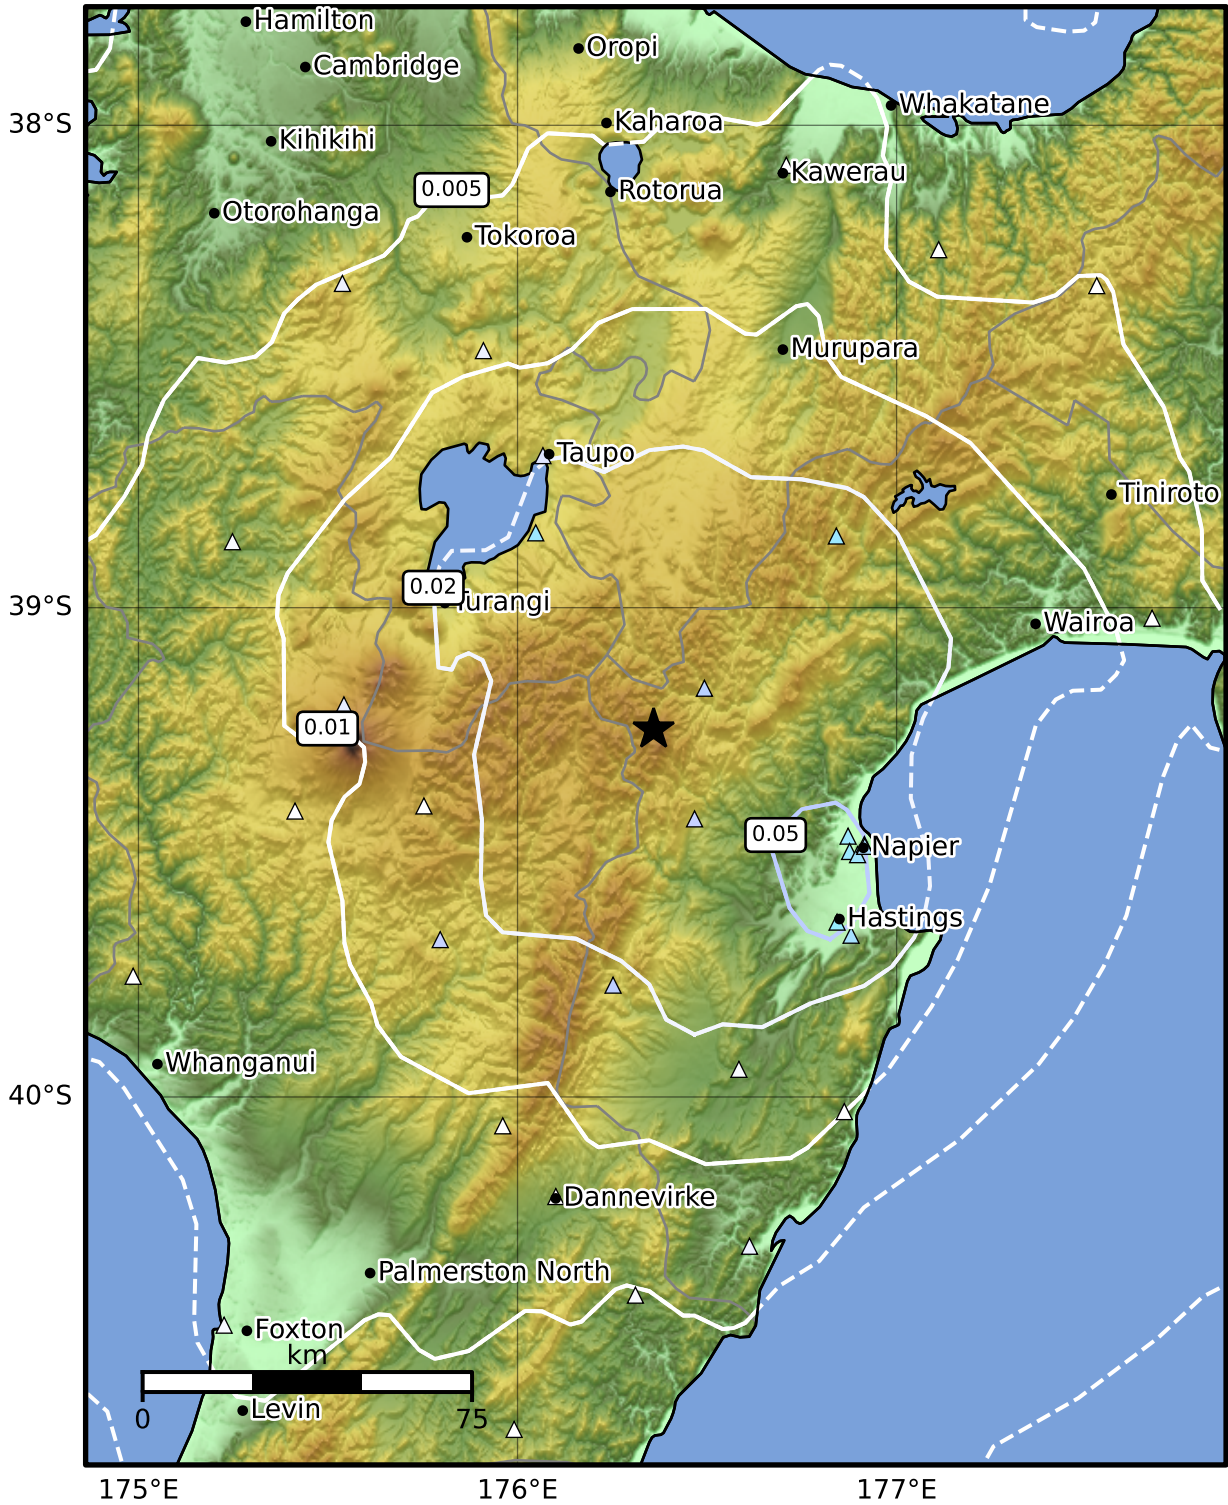 Hamilton
Oropi
Cambridge
Whakatane
Kaharoa
38°S
Kihikihi
Kawerau
0.005
Rotorua
Otorohanga
Tokoroa
Murupara
Taupo
Tiniroto
0.02
Turangi
39°S
Wairoa
0.01
0.05
Napier
Hastings
Whanganui
40°S
Dannevirke
Palmerston North
Foxton
km
Levin
0 75
175°E 176°E 177°E